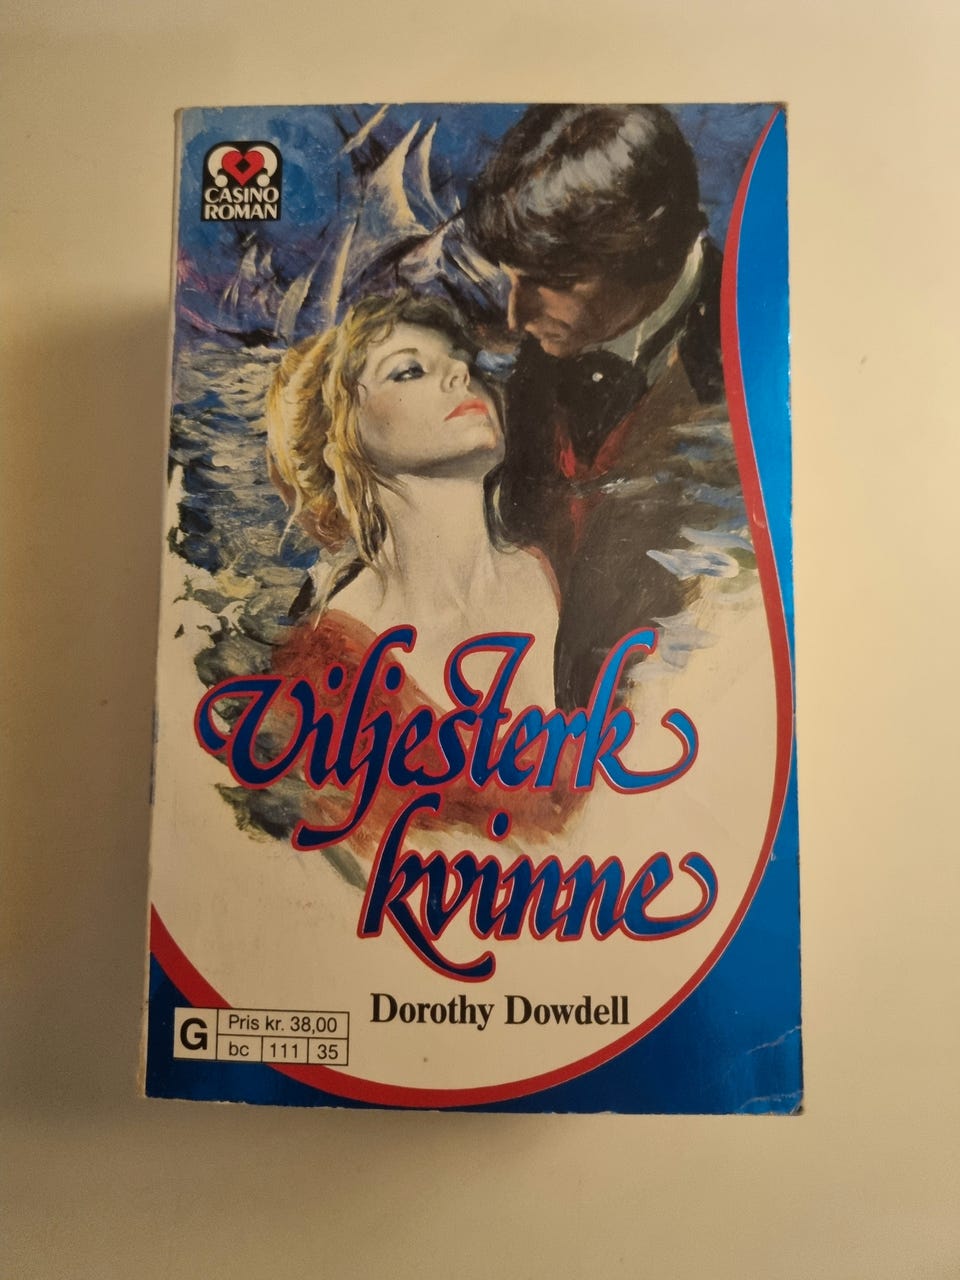 CASINO
ROMAN
Viljesterk
kvinne
Dorothy Dowdell
G
Pris kr. 38,00
bc 111 35